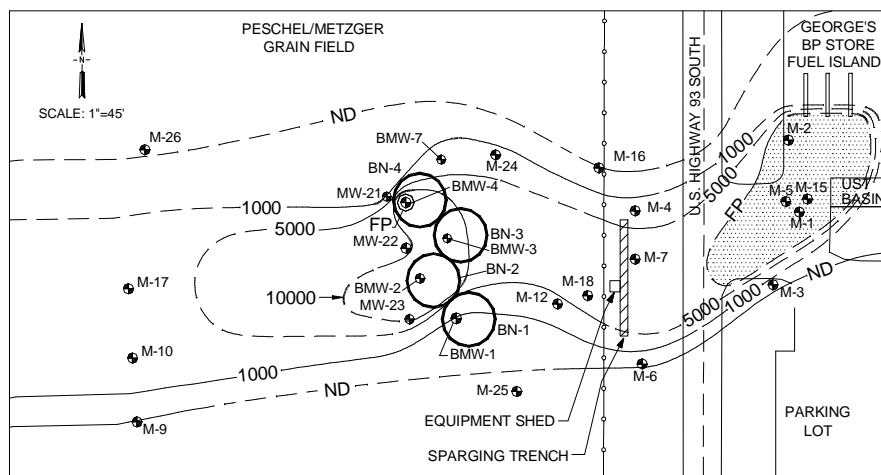 PESCHEL/METZGER
GRAIN FIELD
GEORGE'S
BP STORE
FUEL ISLAND
N
SCALE: 1"=45'
U.S. HIGHWAY 93 SOUTH
M-26
ND
BMW-7
M-24
M-16
1000
5000
M-2
BN-4
MW-21
BMW-4
FP
M-4
FP
M-5
M-15
M-1
UST
BASIN
1000
5000
MW-22
BN-3
BMW-3
M-7
BN-2
M-17
10000
BMW-2
MW-23
M-18
M-12
BN-1
ND
M-3
5000
1000
M-10
BMW-1
1000
ND
M-6
M-25
M-9
EQUIPMENT SHED
SPARGING TRENCH
PARKING
LOT